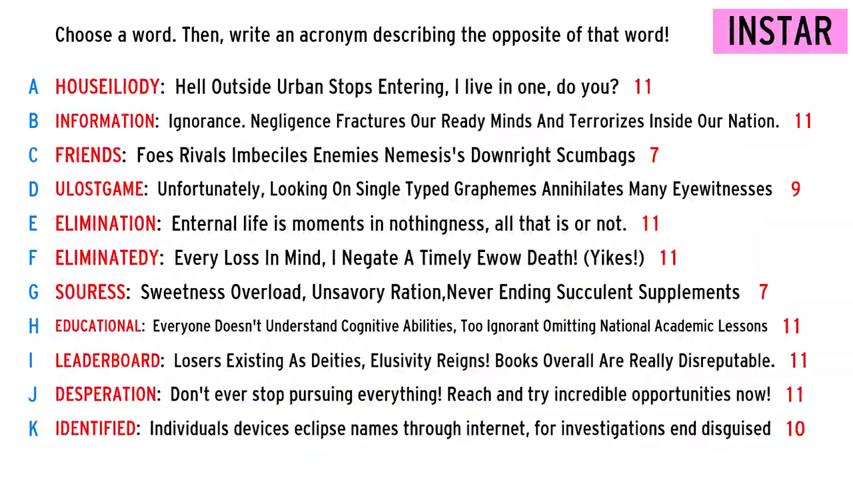 Choose a word. Then, write an acronym describing the opposite of that word!
INSTAR
A HOUSEILIODY: Hell Outside Urban Stops Entering, I live in one, do you? 11
B INFORMATION: Ignorance. Negligence Fractures Our Ready Minds And Terrorizes Inside Our Nation. 11
C FRIENDS: Foes Rivals Imbeciles Enemies Nemesis's Downright Scumbags 7
D ULOSTGAME: Unfortunately, Looking On Single Typed Graphemes Annihilates Many Eyewitnesses 9
E ELIMINATION: Enternal life is moments in nothingness, all that is or not. 11
F ELIMINATEDY: Every Loss In Mind, I Negate A Timely Ewow Death! (Yikes!) 11
G SOURESS: Sweetness Overload, Unsavory Ration,Never Ending Succulent Supplements 7
H EDUCATIONAL: Everyone Doesn't Understand Cognitive Abilities, Too Ignorant Omitting National Academic Lessons 11
I LEADERBOARD: Losers Existing As Deities, Elusivity Reigns! Books Overall Are Really Disreputable. 11
J DESPERATION: Don't ever stop pursuing everything! Reach and try incredible opportunities now! 11
K IDENTIFIED: Individuals devices eclipse names through internet, for investigations end disguised 10